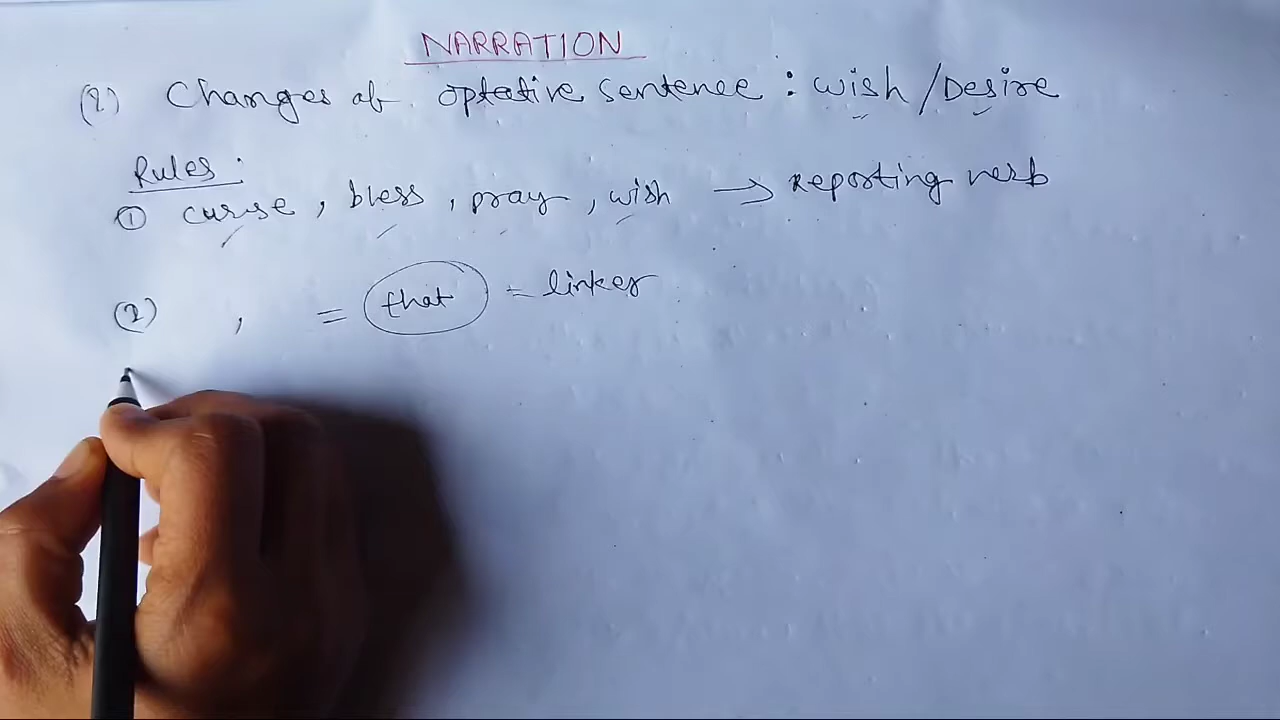 NARRATION
(2) Changes of optative sentence : wish/Desire
Rules :
① curse, bless, pray, wish → Reporting verb
(2) , = that = linker